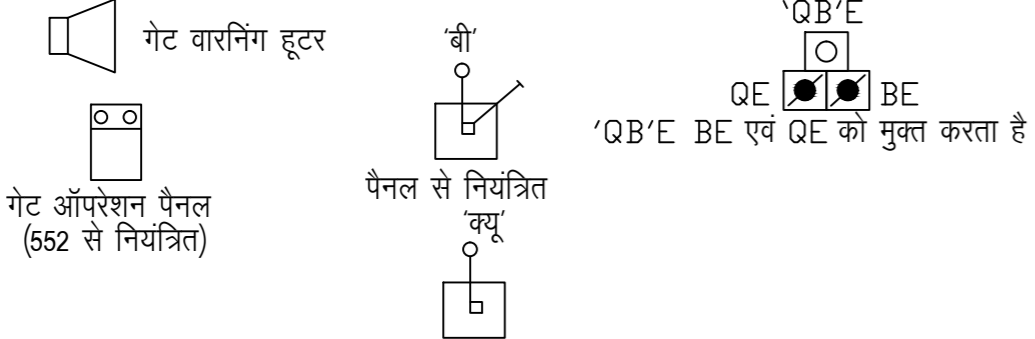 गेट वारनिंग हूटर
गेट ऑपरेशन पैनल
(552 से नियंत्रित)
‘बी’
पैनल से नियंत्रित
‘क्यू’
‘QB’E
QE
BE
‘QB’E BE एवं QE को मुक्त करता है